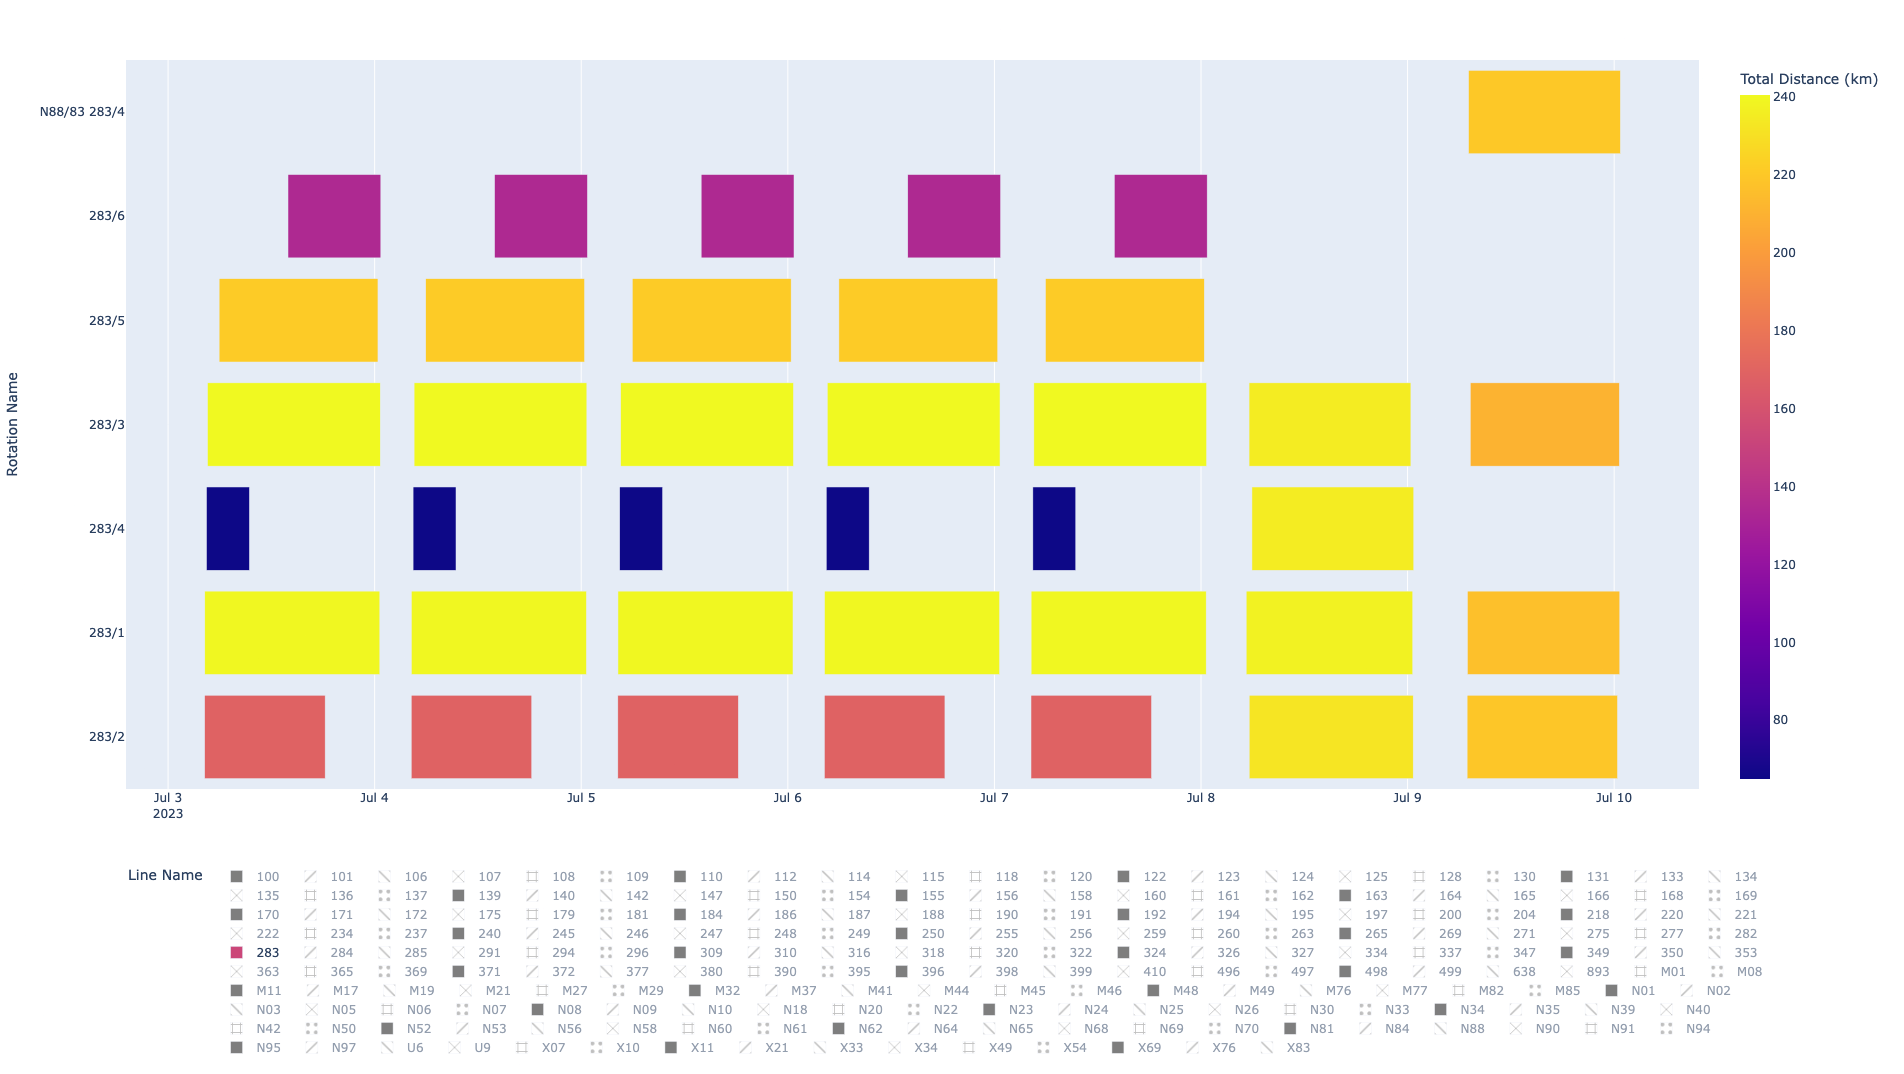 Total Distance (km)
240
220
200
180
160
140
120
100
80
Rotation Name
N88/83 283/4
283/6
283/5
283/3
283/4
283/1
283/2
Jul 3 Jul 4 Jul 5 Jul 6 Jul 7 Jul 8 Jul 9 Jul 10
2023
Line Name 100 101 106 107 108 109 110 112 114 115 118 120 122 123 124 125 128 130 131 133 134
135 136 137 139 140 142 147 150 154 155 156 158 160 161 162 163 164 165 166 168 169
170 171 172 175 179 181 184 186 187 188 190 191 192 194 195 197 200 204 218 220 221
222 234 237 240 245 246 247 248 249 250 255 256 259 260 263 265 269 271 275 277 282
283 284 285 291 294 296 309 310 316 318 320 322 324 326 327 334 337 347 349 350 353
363 365 369 371 372 377 380 390 395 396 398 399 410 496 497 498 499 638 893 M01 M08
M11 M17 M19 M21 M27 M29 M32 M37 M41 M44 M45 M46 M48 M49 M76 M77 M82 M85 N01 N02
N03 N05 N06 N07 N08 N09 N10 N18 N20 N22 N23 N24 N25 N26 N30 N33 N34 N35 N39 N40
N42 N50 N52 N53 N56 N58 N60 N61 N62 N64 N65 N68 N69 N70 N81 N84 N88 N90 N91 N94
N95 N97 U6 U9 X07 X10 X11 X21 X33 X34 X49 X54 X69 X76 X83